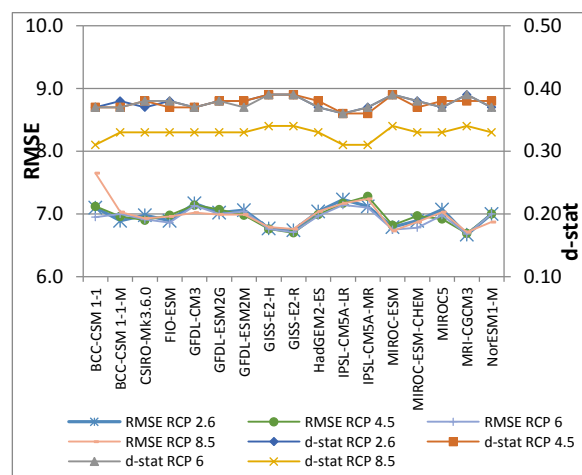 10.0
9.0
8.0
7.0
6.0
RMSE
0.50
0.40
0.30
0.20
0.10
d-stat
BCC-CSM 1-1
BCC-CSM 1-1-M
CSIRO-Mk3.6.0
FIO-ESM
GFDL-CM3
GFDL-ESM2G
GFDL-ESM2M
GISS-E2-H
GISS-E2-R
HadGEM2-ES
IPSL-CM5A-LR
IPSL-CM5A-MR
MIROC-ESM
MIROC-ESM-CHEM
MIROC5
MRI-CGCM3
NorESM1-M
RMSE RCP 2.6
RMSE RCP 4.5
RMSE RCP 6
RMSE RCP 8.5
d-stat RCP 2.6
d-stat RCP 4.5
d-stat RCP 6
d-stat RCP 8.5